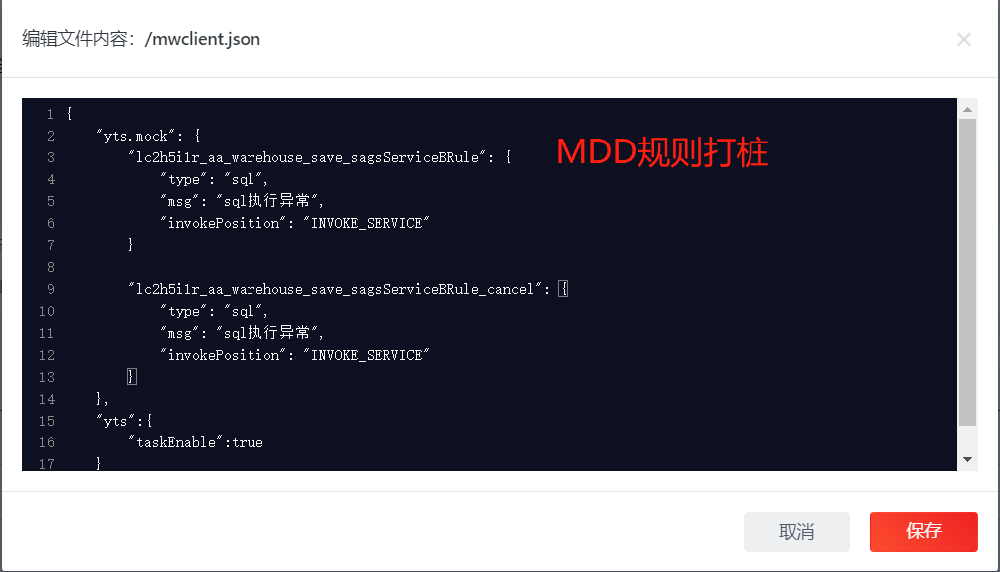 编辑文件内容：/mwclient.json
1 {
2 "yts.mock": {
3 "lc2h5i1r_aa_warehouse_save_sagsServiceBRule": {
MDD规则打桩
4 "type": "sql",
5 "msg": "sql执行异常",
6 "invokePosition": "INVOKE_SERVICE"
7 }
8
9 "lc2h5i1r_aa_warehouse_save_sagsServiceBRule_cancel": {
10 "type": "sql",
11 "msg": "sql执行异常",
12 "invokePosition": "INVOKE_SERVICE"
13 }
14 },
15 "yts":{
16 "taskEnable":true
17 }
取消 保存